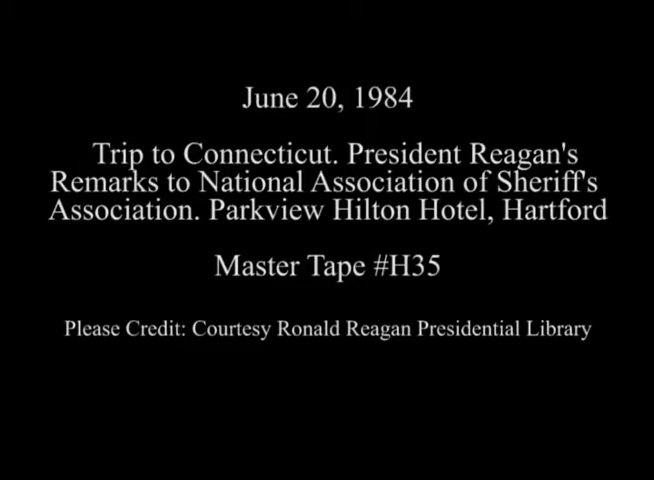 June 20, 1984
Trip to Connecticut. President Reagan's
Remarks to National Association of Sheriff's
Association. Parkview Hilton Hotel, Hartford
Master Tape #H35
Please Credit: Courtesy Ronald Reagan Presidential Library